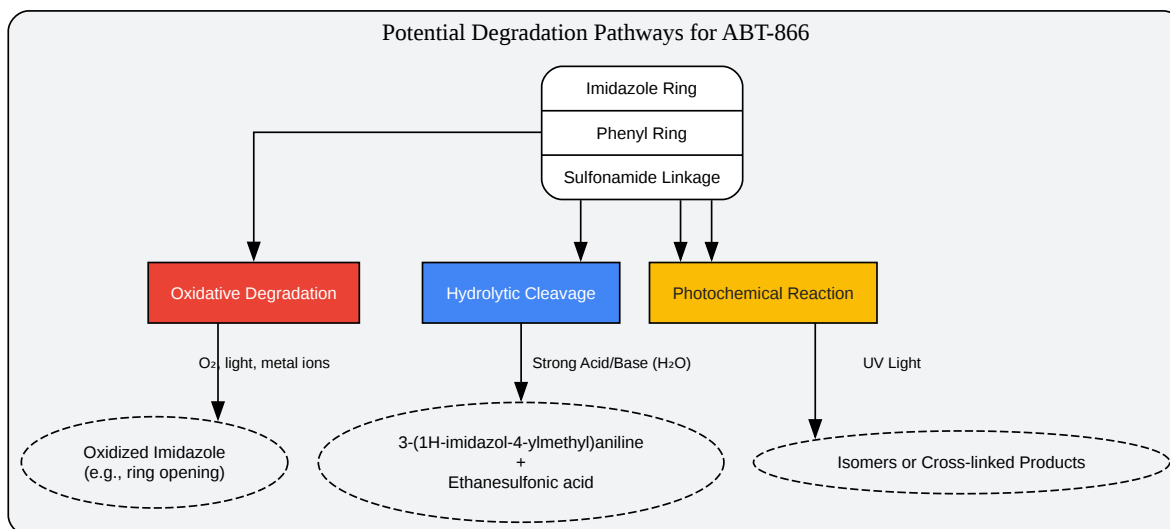 Potential Degradation Pathways for ABT-866
Imidazole Ring
Phenyl Ring
Sulfonamide Linkage
Oxidative Degradation
Hydrolytic Cleavage
Photochemical Reaction
O₂, light, metal ions
Strong Acid/Base (H₂O)
UV Light
Oxidized Imidazole
(e.g., ring opening)
3-(1H-imidazol-4-ylmethyl)aniline
+
Ethanesulfonic acid
Isomers or Cross-linked Products